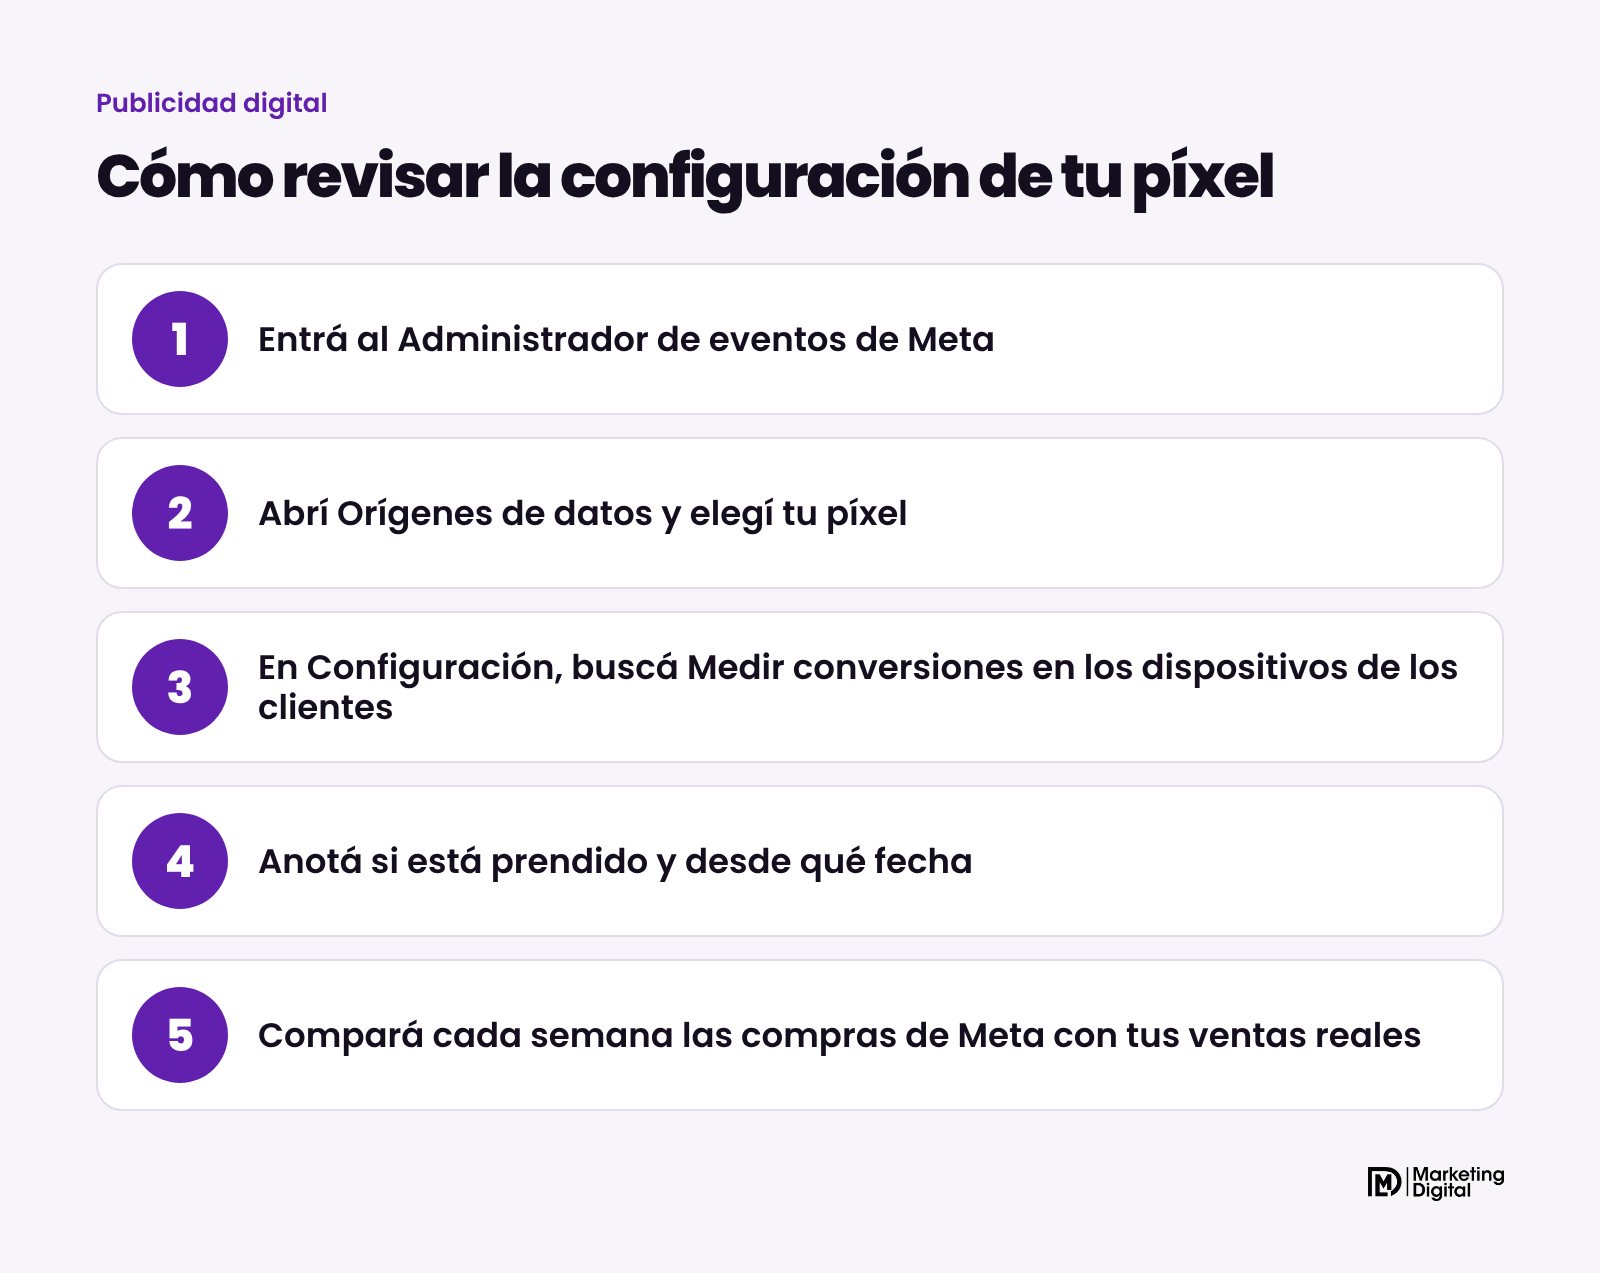 Publicidad digital
Cómo revisar la configuración de tu píxel
1
Entrá al Administrador de eventos de Meta
2
Abrí Orígenes de datos y elegí tu píxel
3
En Configuración, buscá Medir conversiones en los dispositivos de los
clientes
4
Anotá si está prendido y desde qué fecha
5
Compará cada semana las compras de Meta con tus ventas reales
Marketing
Digital